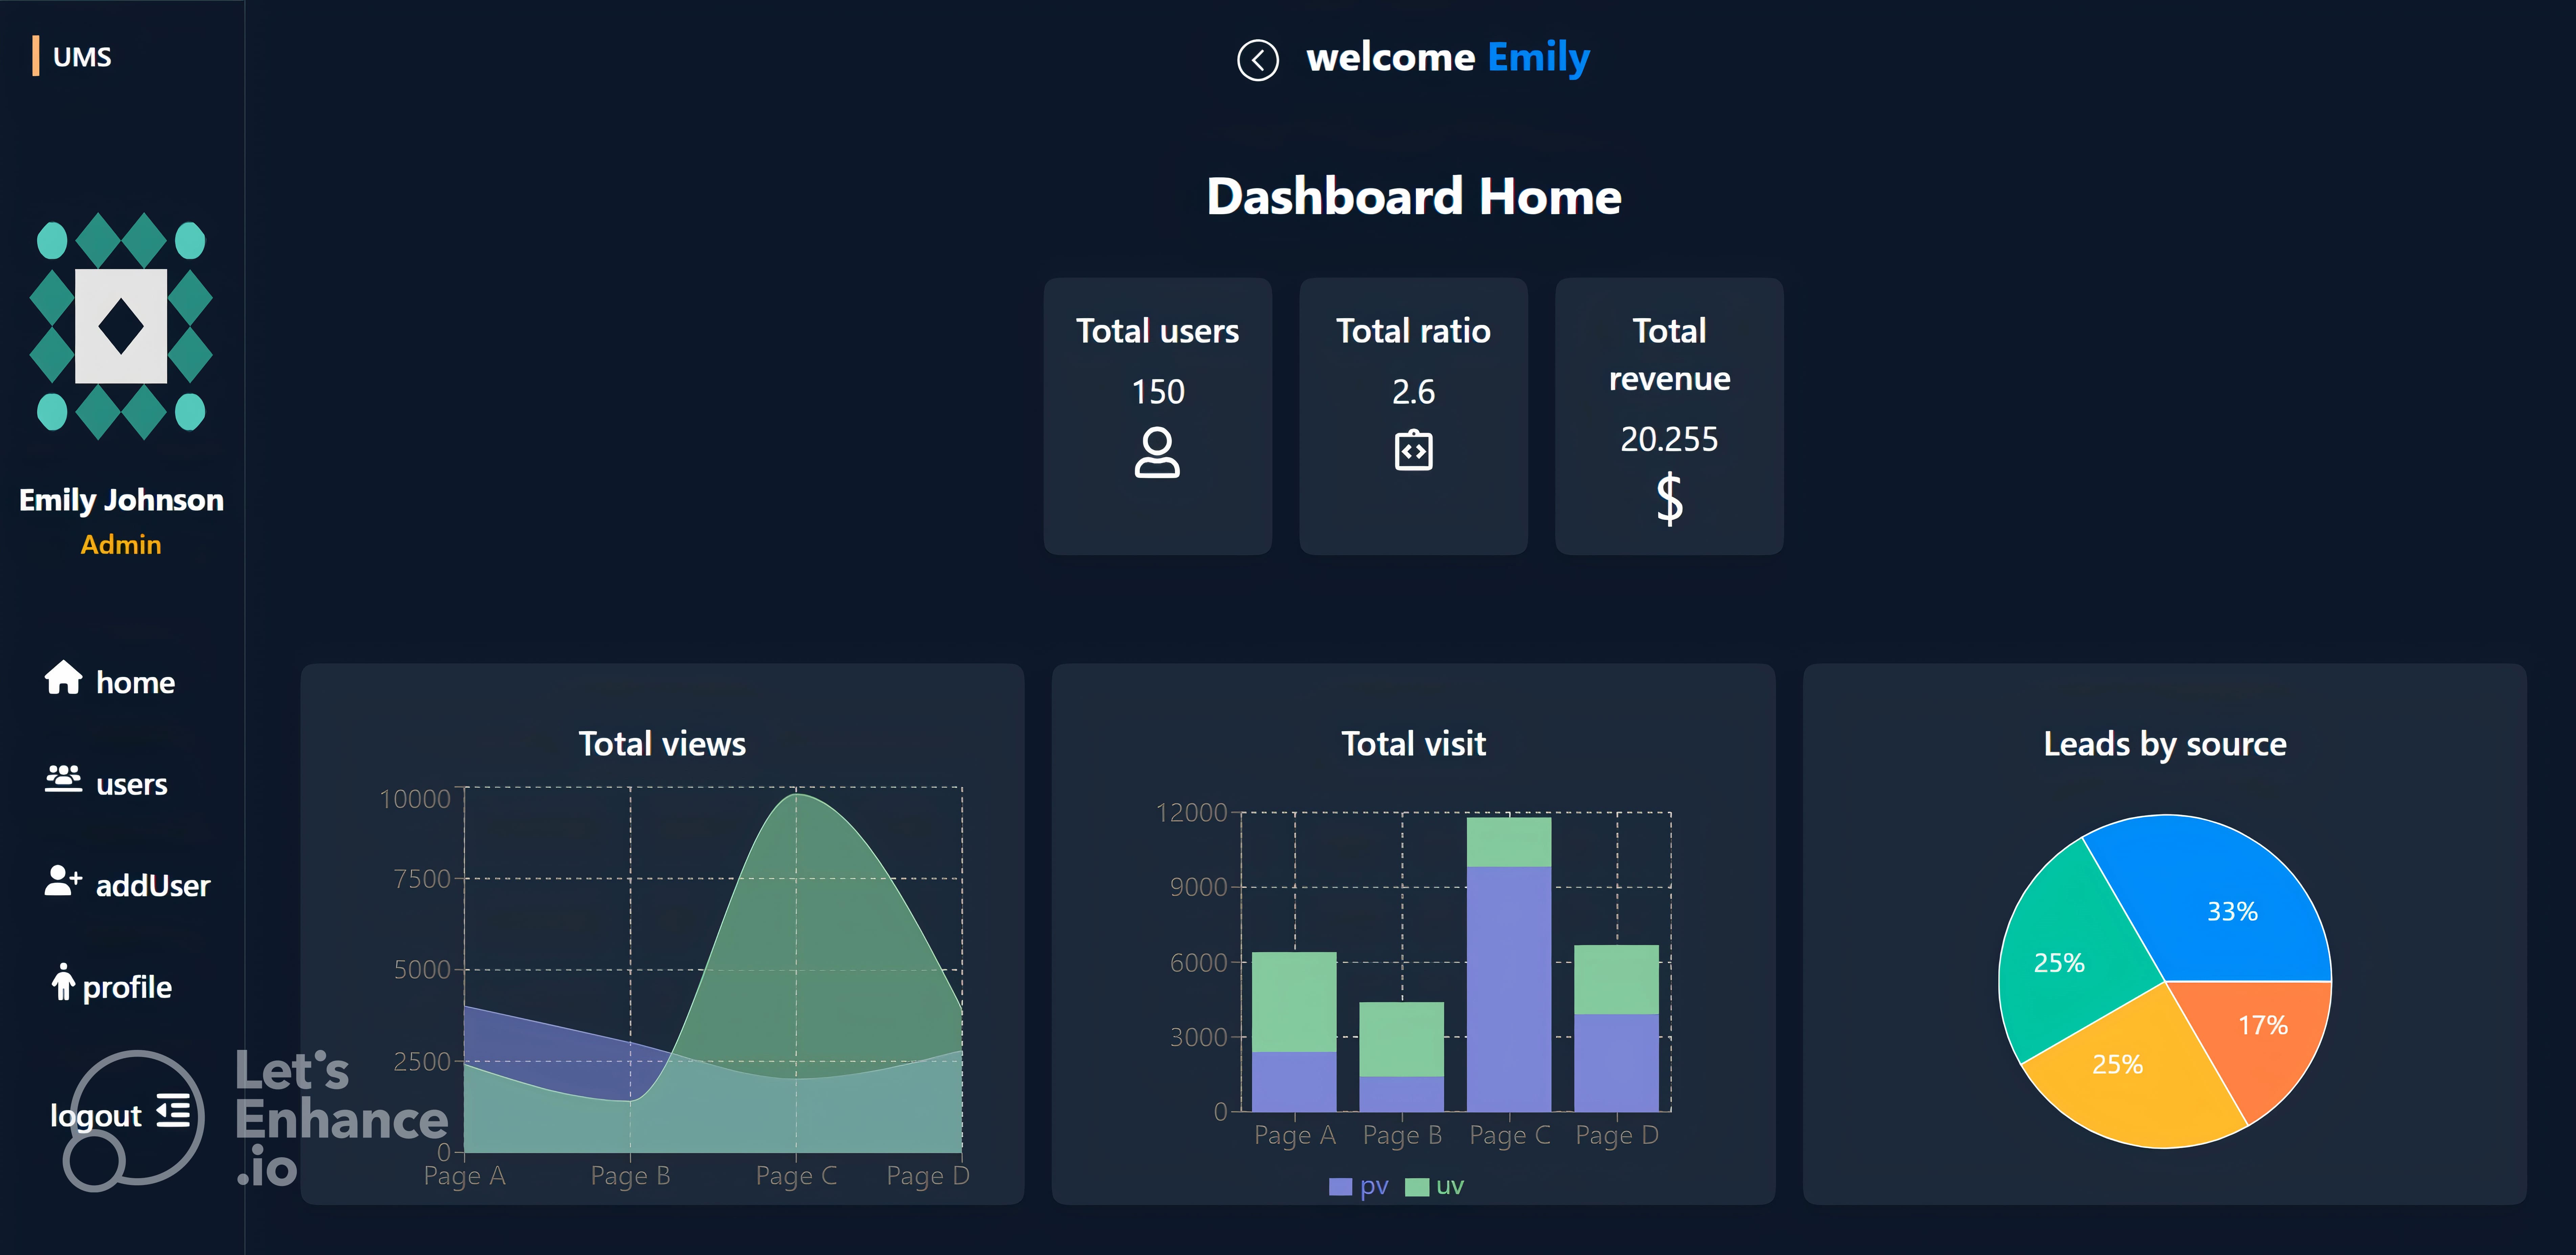 UMS
welcome Emily
Emily Johnson
Admin
home
users
addUser
profile
logout
Dashboard Home
Total users
150
Total ratio
2.6
Total
revenue
20.255
$
Total views
10000
7500
5000
2500
0
Page A Page B Page C Page D
Total visit
12000
9000
6000
3000
0
Page A Page B Page C Page D
pv uv
Leads by source
33%
25%
25%
17%
Let's
Enhance
.io